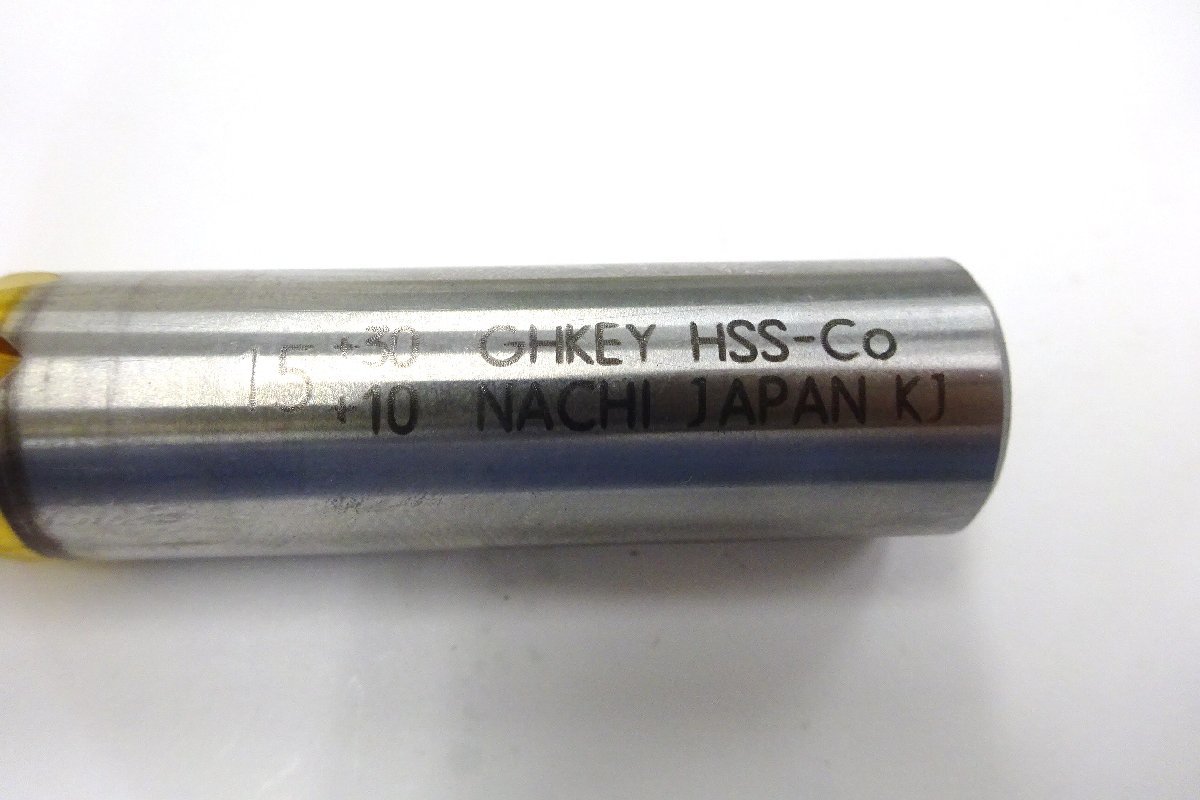 15 +30 GHKEY HSS-Co
+10 NACHI JAPAN KJ